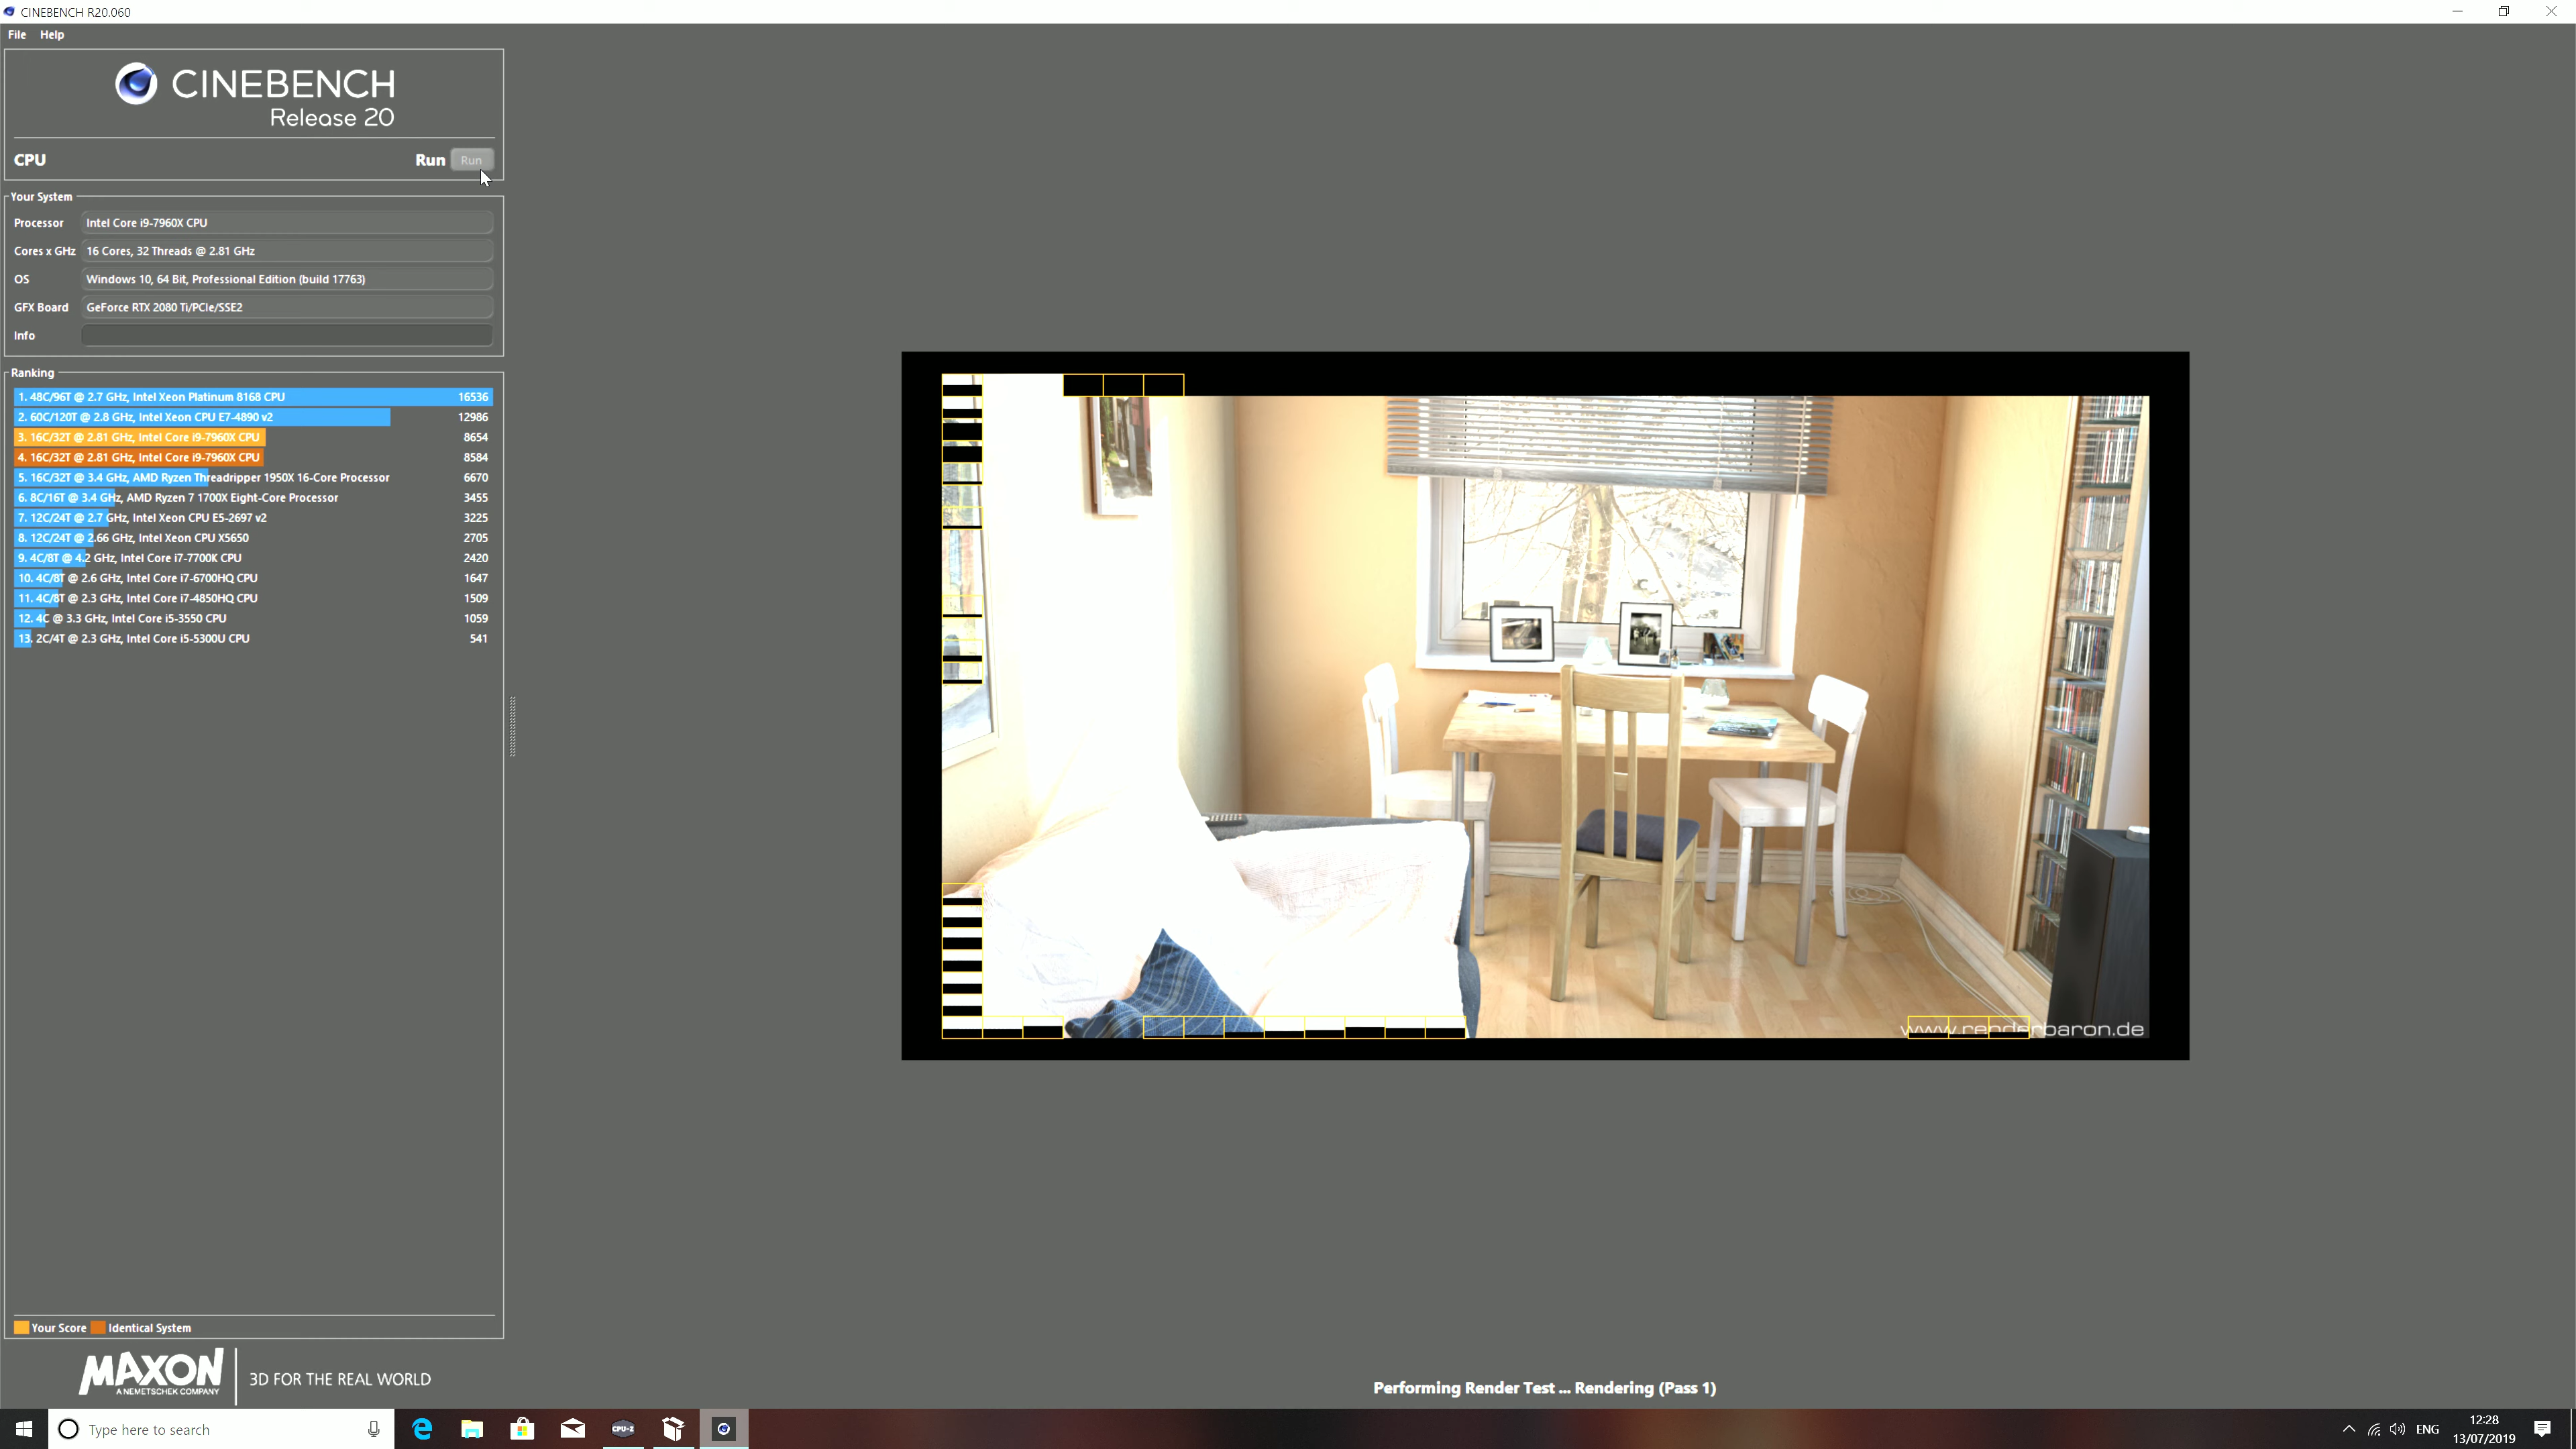 CINEBENCH R20.060
File Help
CINEBENCH
Release 20
CPU Run Run
Your System
Processor Intel Core i9-7960X CPU
Cores x GHz 16 Cores, 32 Threads @ 2.81 GHz
OS Windows 10, 64 Bit, Professional Edition (build 17763)
GFX Board GeForce RTX 2080 Ti/PCIe/SSE2
Info
Ranking
1. 48C/96T @ 2.7 GHz, Intel Xeon Platinum 8168 CPU 16536
2. 60C/120T @ 2.8 GHz, Intel Xeon CPU E7-4890 v2 12986
3. 16C/32T @ 2.81 GHz, Intel Core i9-7960X CPU 8654
4. 16C/32T @ 2.81 GHz, Intel Core i9-7960X CPU 8584
5. 16C/32T @ 3.4 GHz, AMD Ryzen Threadripper 1950X 16-Core Processor 6670
6. 8C/16T @ 3.4 GHz, AMD Ryzen 7 1700X Eight-Core Processor 3455
7. 12C/24T @ 2.7 GHz, Intel Xeon CPU E5-2697 v2 3225
8. 12C/24T @ 2.66 GHz, Intel Xeon CPU X5650 2705
9. 4C/8T @ 4.2 GHz, Intel Core i7-7700K CPU 2420
10. 4C/8T @ 2.6 GHz, Intel Core i7-6700HQ CPU 1647
11. 4C/8T @ 2.3 GHz, Intel Core i7-4850HQ CPU 1509
12. 4C @ 3.3 GHz, Intel Core i5-3550 CPU 1059
13. 2C/4T @ 2.3 GHz, Intel Core i5-5300U CPU 541
www.renderbaron.de
Your Score Identical System
MAXON
A NEMETSCHEK COMPANY
3D FOR THE REAL WORLD
Performing Render Test ... Rendering (Pass 1)
Type here to search
CPU-Z
ENG
12:28
13/07/2019